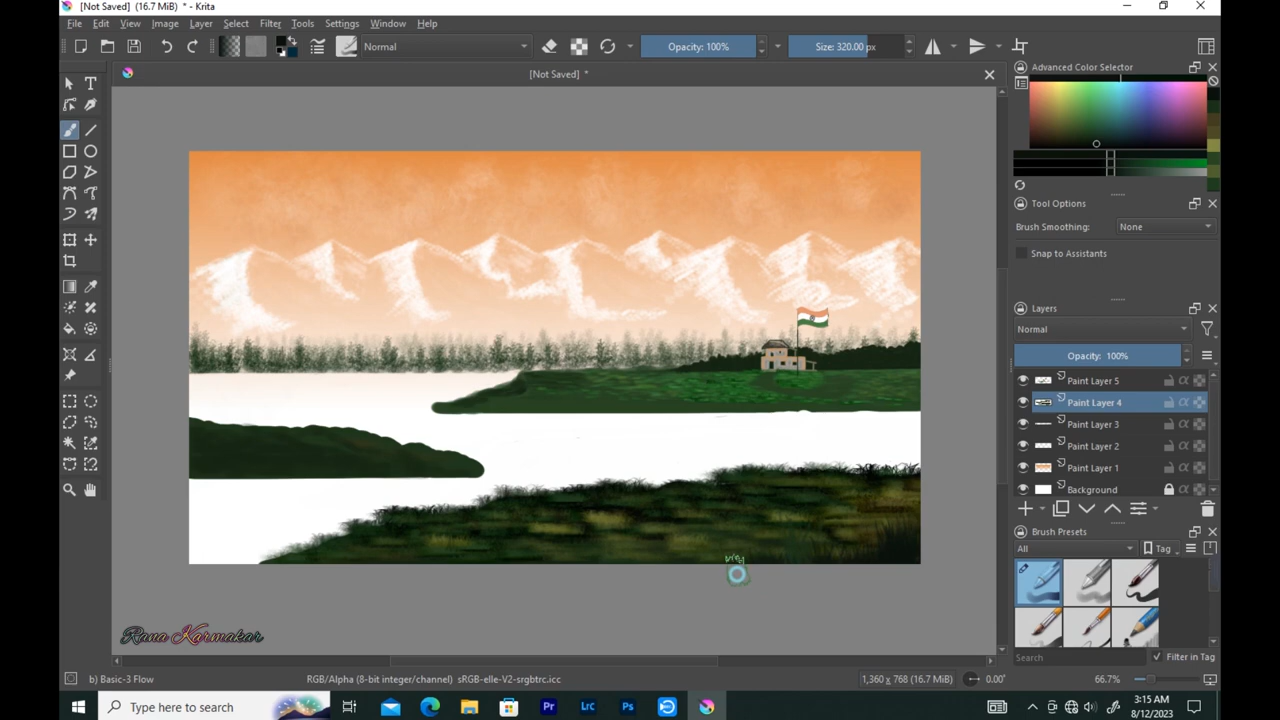 [Not Saved] (16.7 MiB) * - Krita
File Edit View Image Layer Select Filter Tools Settings Window Help
Normal Opacity: 100% Size: 320.00 px
[Not Saved] *
Advanced Color Selector
Tool Options
Brush Smoothing: None
Snap to Assistants
Layers
Normal
Opacity: 100%
Paint Layer 5
Paint Layer 4
Paint Layer 3
Paint Layer 2
Paint Layer 1
Background
Brush Presets
All Tag
Search Filter in Tag
Rana Karmakar
b) Basic-3 Flow RGB/Alpha (8-bit integer/channel) sRGB-elle-V2-srgbtrc.icc 1,360 x 768 (16.7 MiB) 0.00° 66.7%
Type here to search Pr Lrc Ps 3:15 AM
8/12/2023